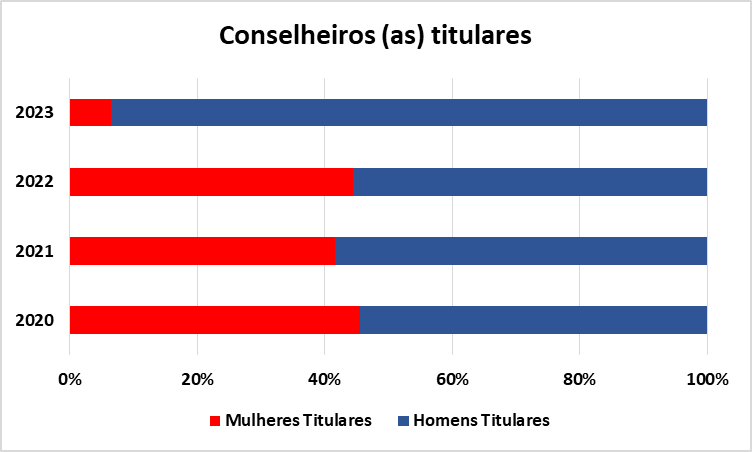 Conselheiros (as) titulares
2023
2022
2021
2020
0% 20% 40% 60% 80% 100%
Mulheres Titulares Homens Titulares